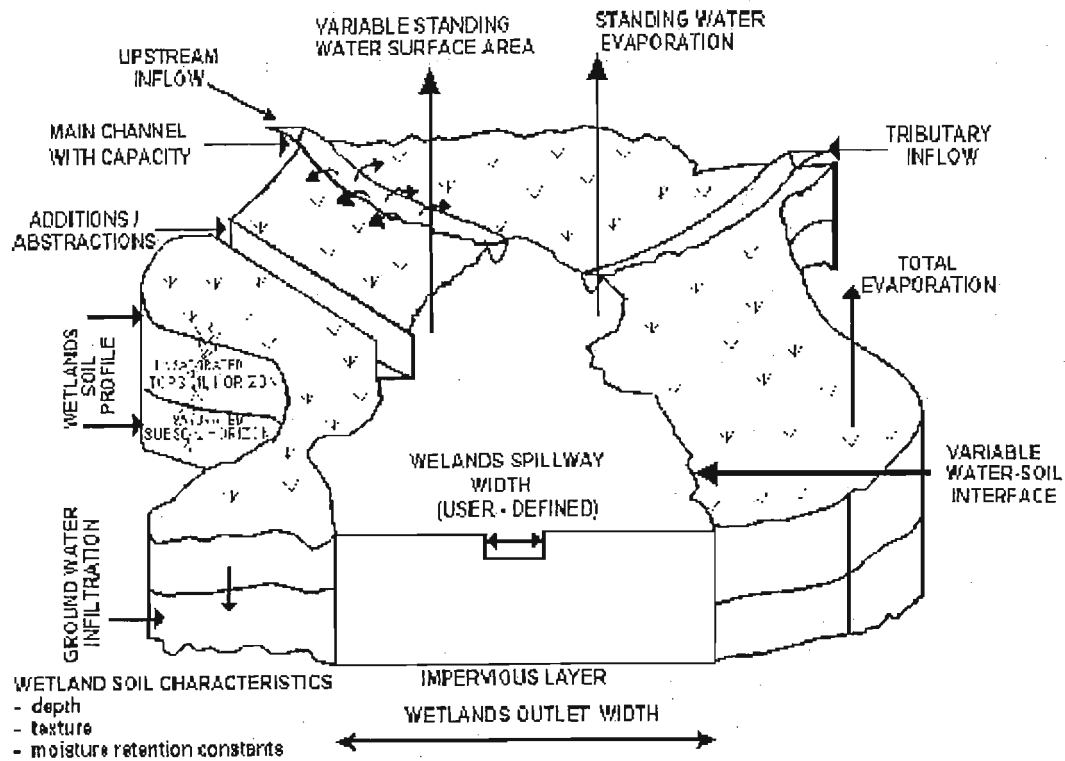 VARIABLE STANDING
WATER SURFACE AREA
STANDING WATER
EVAPORATION
UPSTREAM
INFLOW
MAIN CHANNEL
WITH CAPACITY
TRIBUTARY
INFLOW
ADDITIONS /
ABSTRACTIONS
TOTAL
EVAPORATION
WETLANDS
SOIL
PROFILE
HORIZON
WELANDS SPILLWAY
WIDTH
(USER - DEFINED)
VARIABLE
WATER-SOIL
INTERFACE
GROUND WATER
INFILTRATION
WETLAND SOIL CHARACTERISTICS
- depth
- texture
- moisture retention constants
IMPERVIOUS LAYER
WETLANDS OUTLET WIDTH